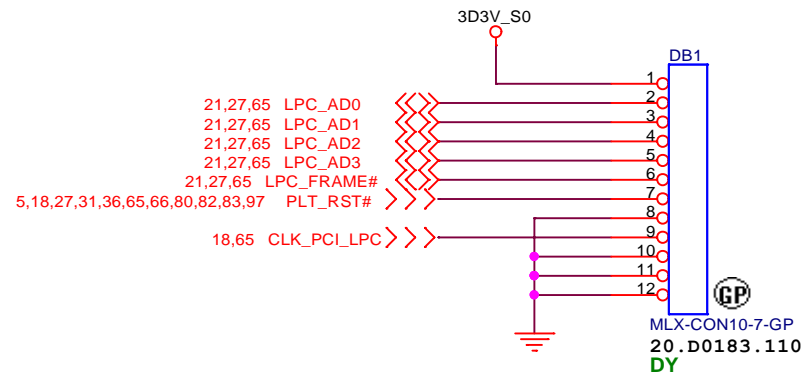 3D3V_S0
DB1
1
21,27,65 LPC_AD0 2
21,27,65 LPC_AD1 3
21,27,65 LPC_AD2 4
21,27,65 LPC_AD3 5
21,27,65 LPC_FRAME# 6
5,18,27,31,36,65,66,80,82,83,97 PLT_RST# 7
8
18,65 CLK_PCI_LPC 9
10
11
12
GP
MLX-CON10-7-GP
20.D0183.110
DY